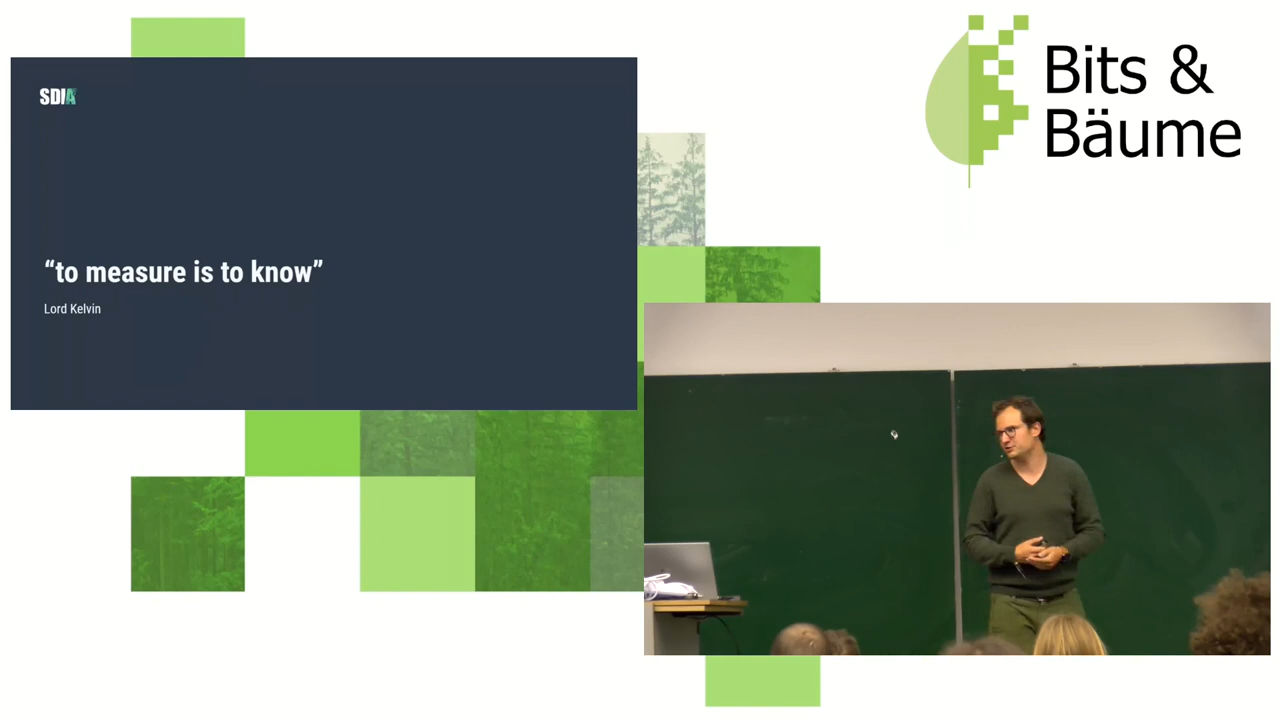 SDIA
“to measure is to know”
Lord Kelvin
Bits &
Bäume